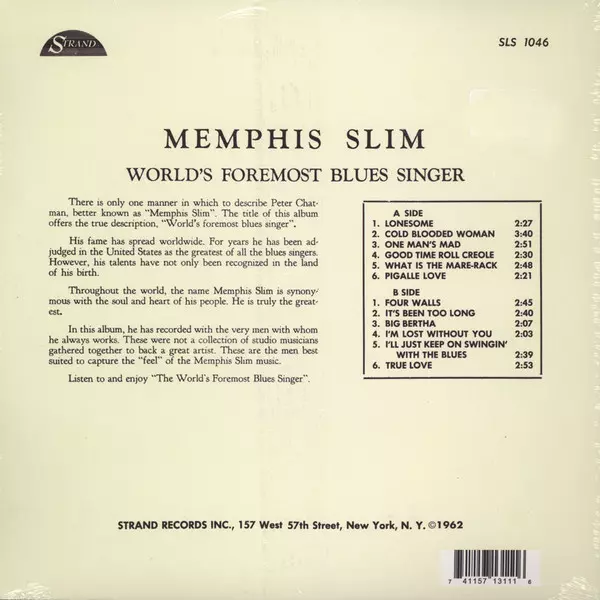 STRAND
SLS 1046
MEMPHIS SLIM
WORLD'S FOREMOST BLUES SINGER
There is only one manner in which to describe Peter Chat-
man, better known as "Memphis Slim". The title of this album
offers the true description, "World's foremost blues singer".
His fame has spread worldwide. For years he has been ad-
judged in the United States as the greatest of all the blues singers.
However, his talents have not only been recognized in the land
of his birth.
Throughout the world, the name Memphis Slim is synony-
mous with the soul and heart of his people. He is truly the great-
est.
In this album, he has recorded with the very men with whom
he always works. These were not a collection of studio musicians
gathered together to back a great artist. These are the men best
suited to capture the "feel" of the Memphis Slim music.
Listen to and enjoy "The World's Foremost Blues Singer".
A SIDE
1. LONESOME 2:27
2. COLD BLOODED WOMAN 3:40
3. ONE MAN'S MAD 2:51
4. GOOD TIME ROLL CREOLE 2:30
5. WHAT IS THE MARE-RACK 2:48
6. PIGALLE LOVE 2:21
B SIDE
1. FOUR WALLS 2:45
2. IT'S BEEN TOO LONG 2:40
3. BIG BERTHA 2:07
4. I'M LOST WITHOUT YOU 2:03
5. I'LL JUST KEEP ON SWINGIN'
WITH THE BLUES 2:39
6. TRUE LOVE 2:53
STRAND RECORDS INC., 157 West 57th Street, New York, N. Y. ©1962
7 41157 13111 6